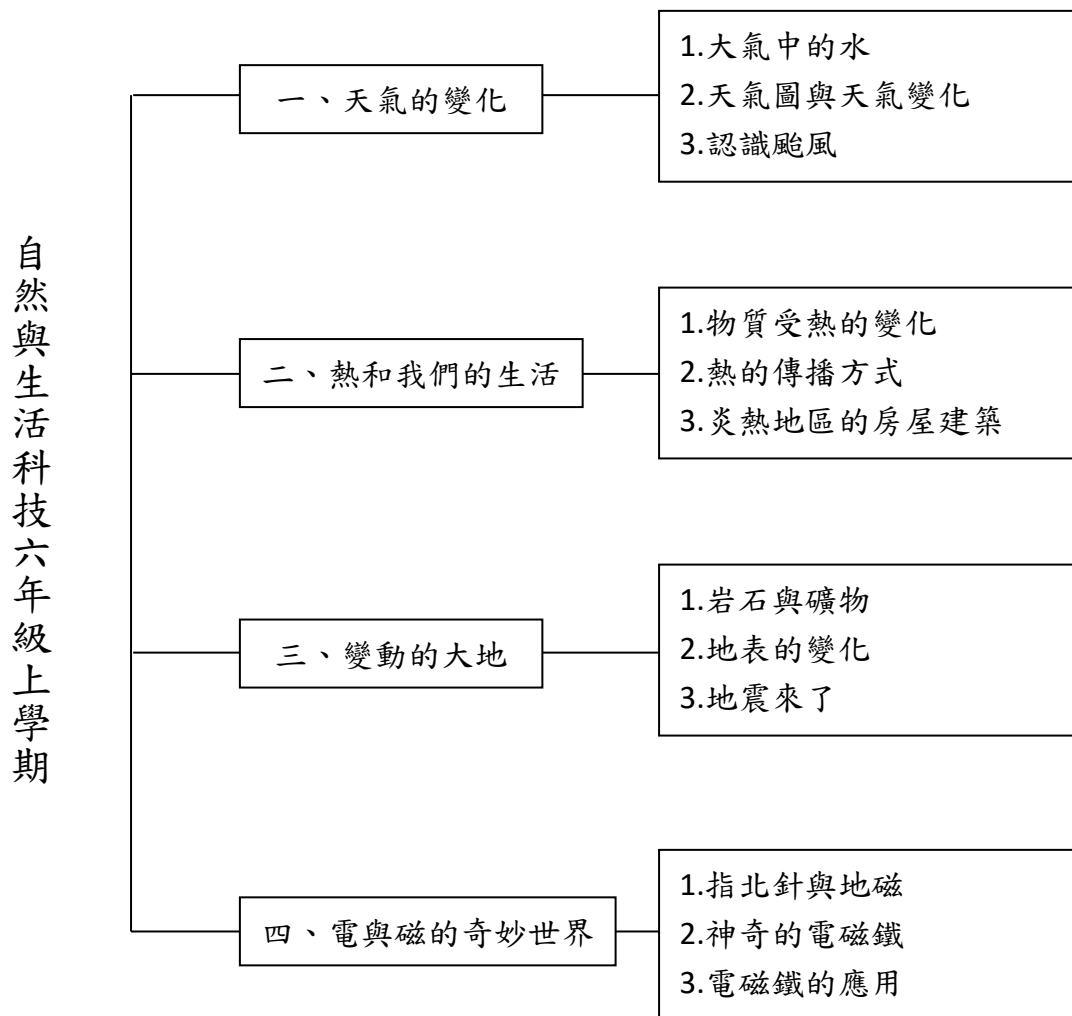 自然與生活科技六年級上學期
一、天氣的變化
1.大氣中的水
2.天氣圖與天氣變化
3.認識颱風
二、熱和我們的生活
1.物質受熱的變化
2.熱的傳播方式
3.炎熱地區的房屋建築
三、變動的大地
1.岩石與礦物
2.地表的變化
3.地震來了
四、電與磁的奇妙世界
1.指北針與地磁
2.神奇的電磁鐵
3.電磁鐵的應用